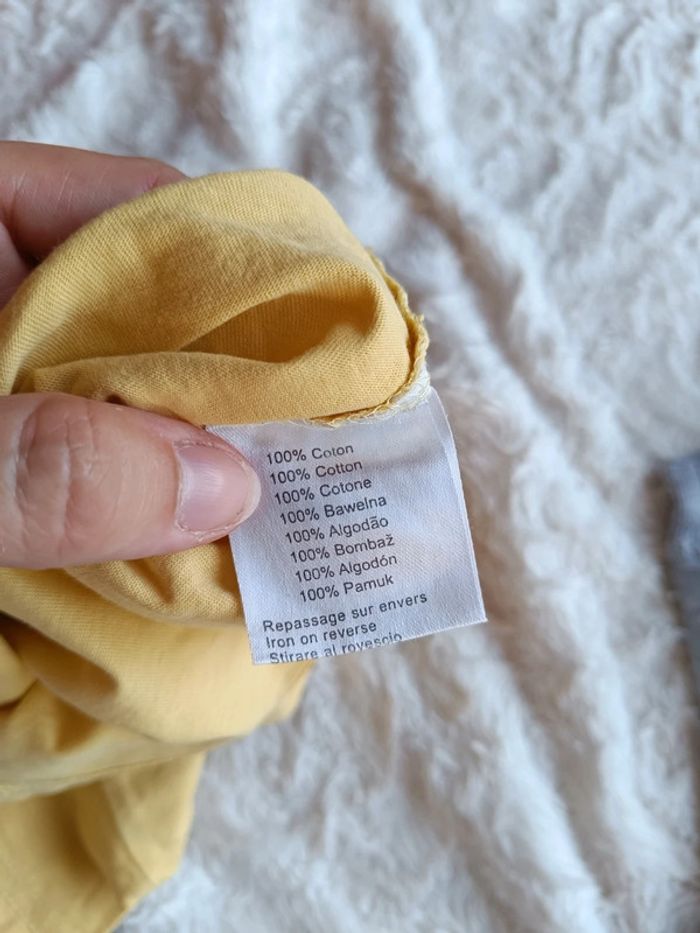 100% Coton
100% Cotton
100% Cotone
100% Bawelna
100% Algodão
100% Bombaž
100% Algodón
100% Pamuk
Repassage sur envers
Iron on reverse
Stirare al rovescio